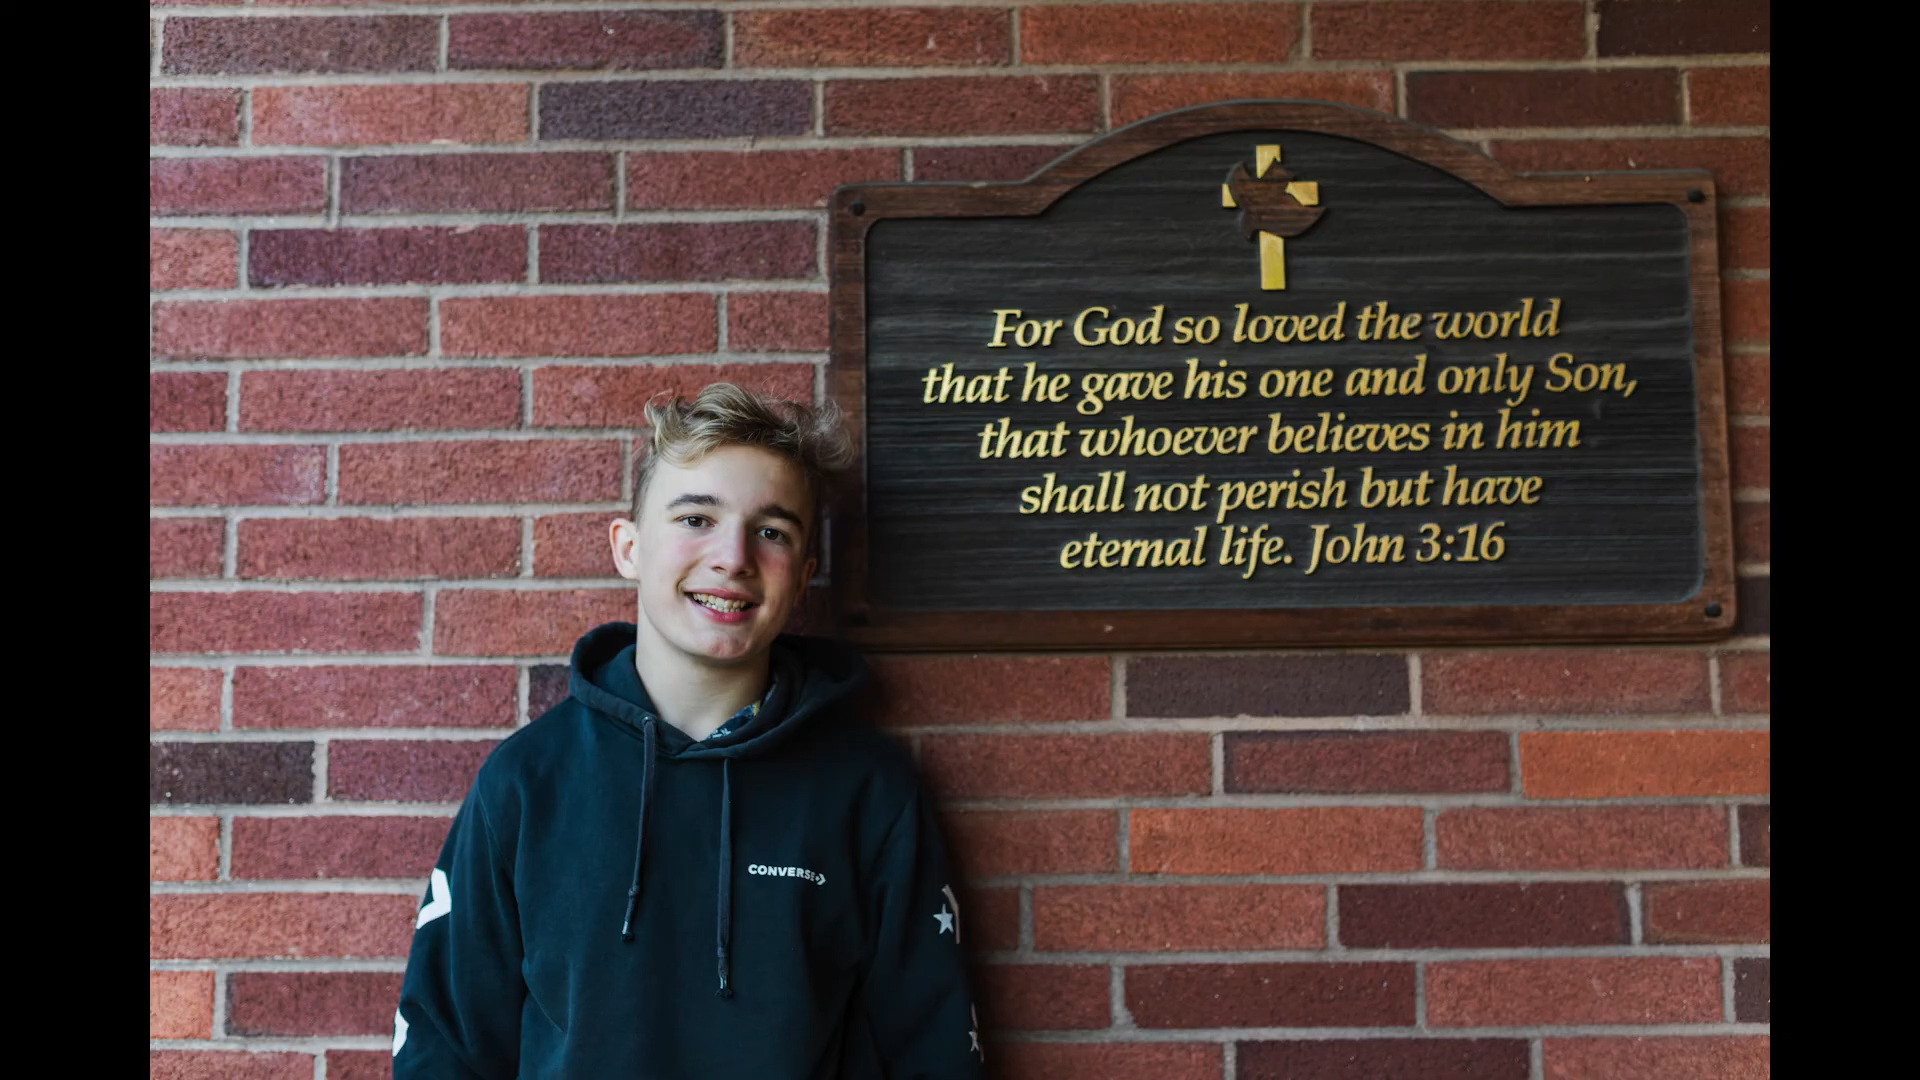 For God so loved the world
that he gave his one and only Son,
that whoever believes in him
shall not perish but have
eternal life. John 3:16
CONVERSE